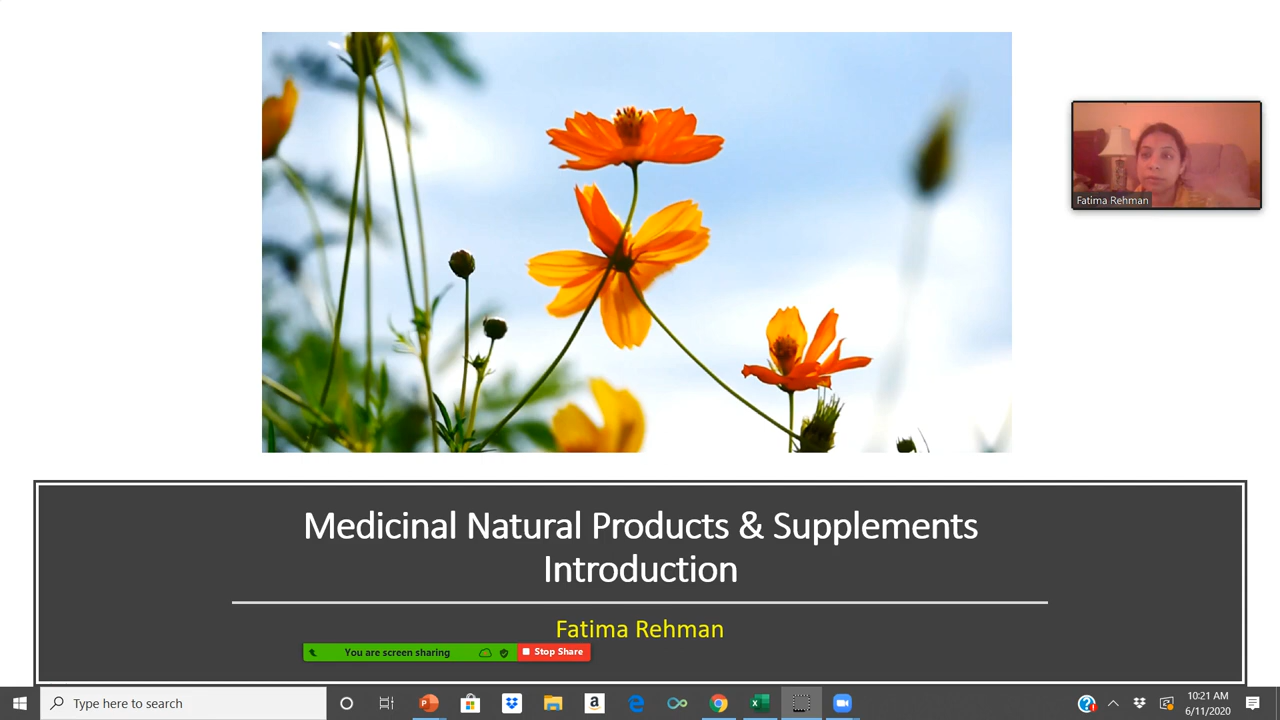 Fatima Rehman
Medicinal Natural Products & Supplements
Introduction
Fatima Rehman
You are screen sharing
Stop Share
Type here to search
10:21 AM
6/11/2020